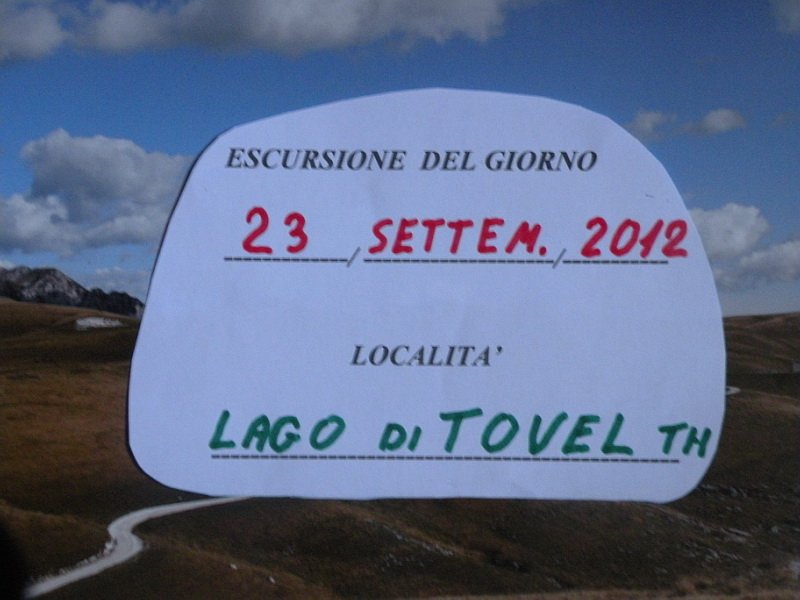 ESCURSIONE DEL GIORNO
23 / SETTEM. / 2012
LOCALITA'
LAGO DI TOVEL TN